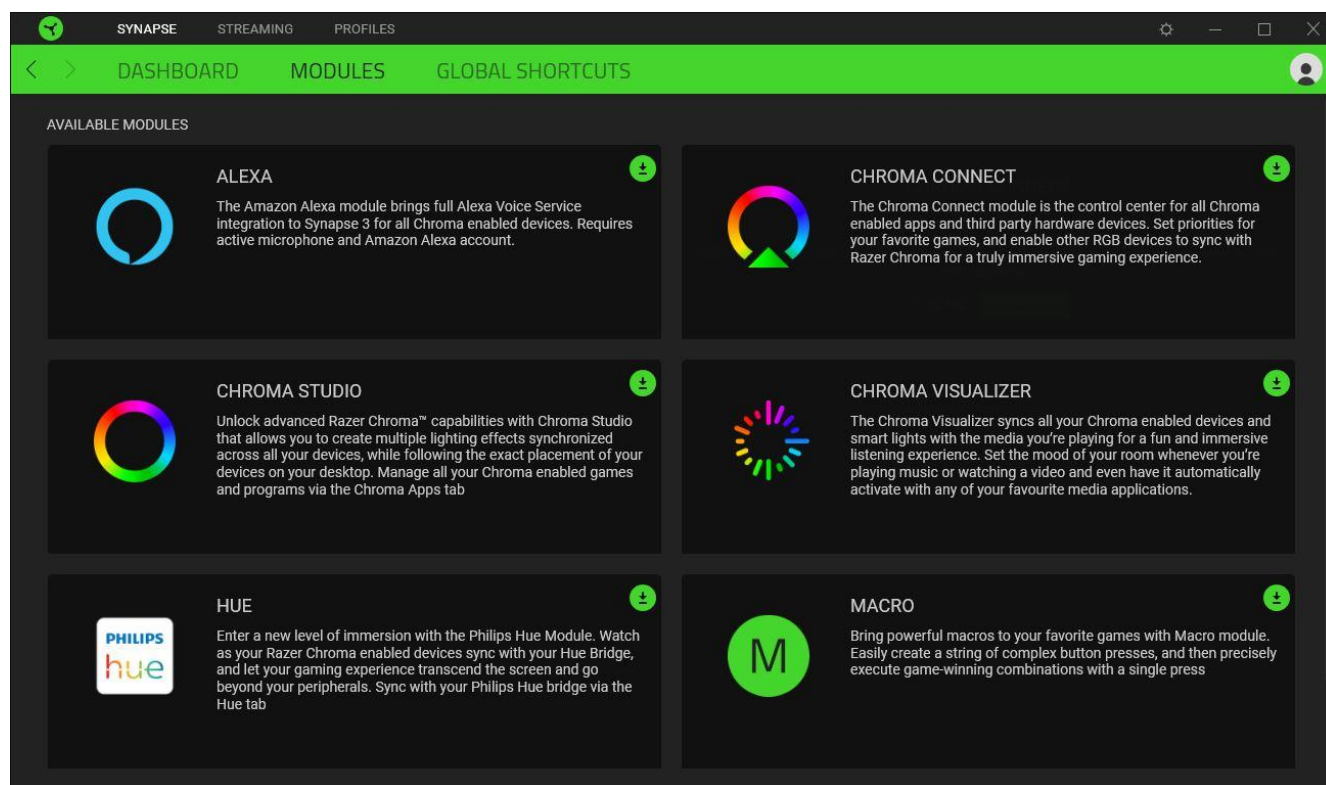 SYNAPSE STREAMING PROFILES
DASHBOARD MODULES GLOBAL SHORTCUTS
AVAILABLE MODULES
ALEXA
The Amazon Alexa module brings full Alexa Voice Service
integration to Synapse 3 for all Chroma enabled devices. Requires
active microphone and Amazon Alexa account.
CHROMA CONNECT
The Chroma Connect module is the control center for all Chroma
enabled apps and third party hardware devices. Set priorities for
your favorite games, and enable other RGB devices to sync with
Razer Chroma for a truly immersive gaming experience.
CHROMA STUDIO
Unlock advanced Razer Chroma™ capabilities with Chroma Studio
that allows you to create multiple lighting effects synchronized
across all your devices, while following the exact placement of your
devices on your desktop. Manage all your Chroma enabled games
and programs via the Chroma Apps tab
CHROMA VISUALIZER
The Chroma Visualizer syncs all your Chroma enabled devices and
smart lights with the media you're playing for a fun and immersive
listening experience. Set the mood of your room whenever you're
playing music or watching a video and even have it automatically
activate with any of your favourite media applications.
PHILIPS
hue
HUE
Enter a new level of immersion with the Philips Hue Module. Watch
as your Razer Chroma enabled devices sync with your Hue Bridge,
and let your gaming experience transcend the screen and go
beyond your peripherals. Sync with your Philips Hue bridge via the
Hue tab
M
MACRO
Bring powerful macros to your favorite games with Macro module.
Easily create a string of complex button presses, and then precisely
execute game-winning combinations with a single press